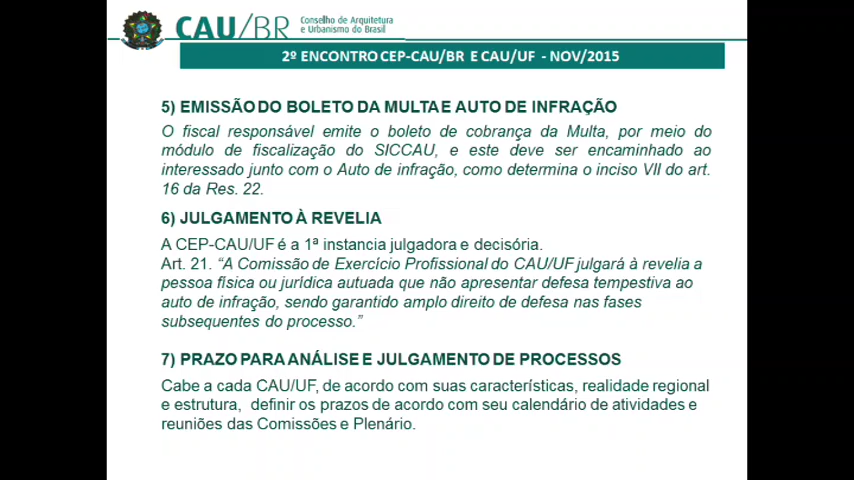 CAU/BR
Conselho de Arquitetura
e Urbanismo do Brasil
2º ENCONTRO CEP-CAU/BR E CAU/UF - NOV/2015
5) EMISSÃO DO BOLETO DA MULTA E AUTO DE INFRAÇÃO
O fiscal responsável emite o boleto de cobrança da Multa, por meio do
módulo de fiscalização do SICCAU, e este deve ser encaminhado ao
interessado junto com o Auto de infração, como determina o inciso VII do art.
16 da Res. 22.
6) JULGAMENTO À REVELIA
A CEP-CAU/UF é a 1ª instancia julgadora e decisória.
Art. 21. “A Comissão de Exercício Profissional do CAU/UF julgará à revelia a
pessoa física ou jurídica autuada que não apresentar defesa tempestiva ao
auto de infração, sendo garantido amplo direito de defesa nas fases
subsequentes do processo.”
7) PRAZO PARA ANÁLISE E JULGAMENTO DE PROCESSOS
Cabe a cada CAU/UF, de acordo com suas características, realidade regional
e estrutura, definir os prazos de acordo com seu calendário de atividades e
reuniões das Comissões e Plenário.